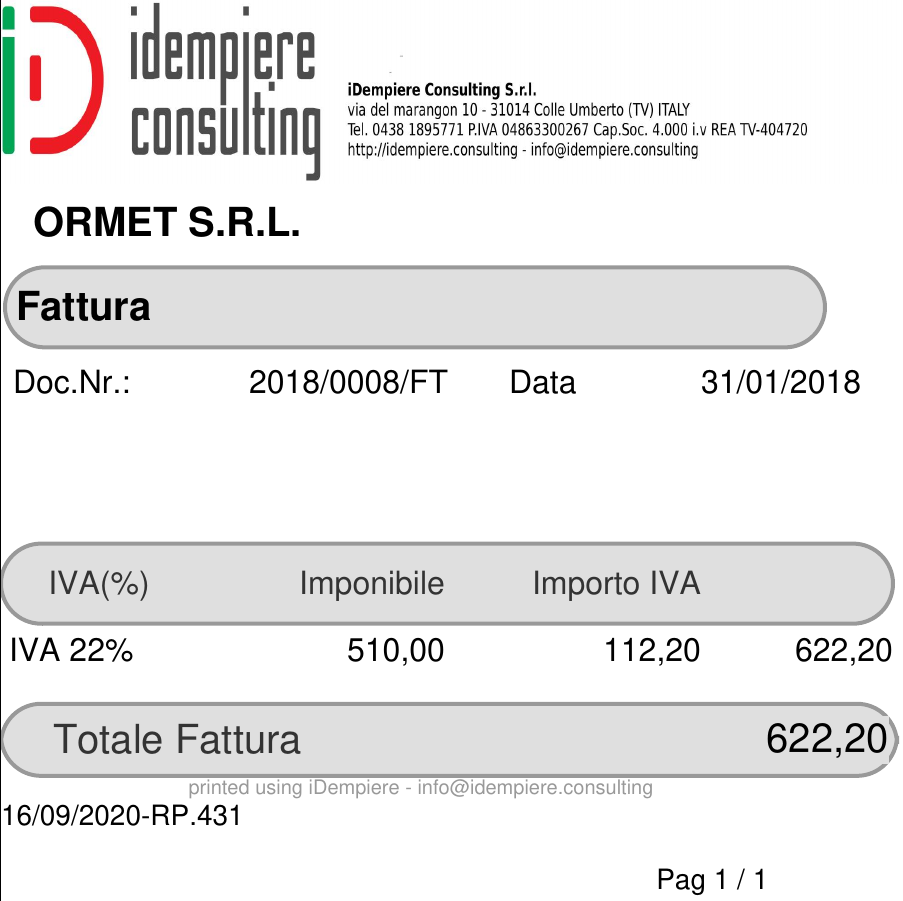 idempiere
consulting
iDempiere Consulting S.r.l.
via del marangon 10 - 31014 Colle Umberto (TV) ITALY
Tel. 0438 1895771 P.IVA 04863300267 Cap.Soc. 4.000 i.v REA TV-404720
http://idempiere.consulting - info@idempiere.consulting
ORMET S.R.L.
Fattura
Doc.Nr.: 2018/0008/FT Data 31/01/2018
IVA(%) Imponibile Importo IVA
IVA 22% 510,00 112,20 622,20
Totale Fattura 622,20
printed using iDempiere - info@idempiere.consulting
16/09/2020-RP.431
Pag 1 / 1